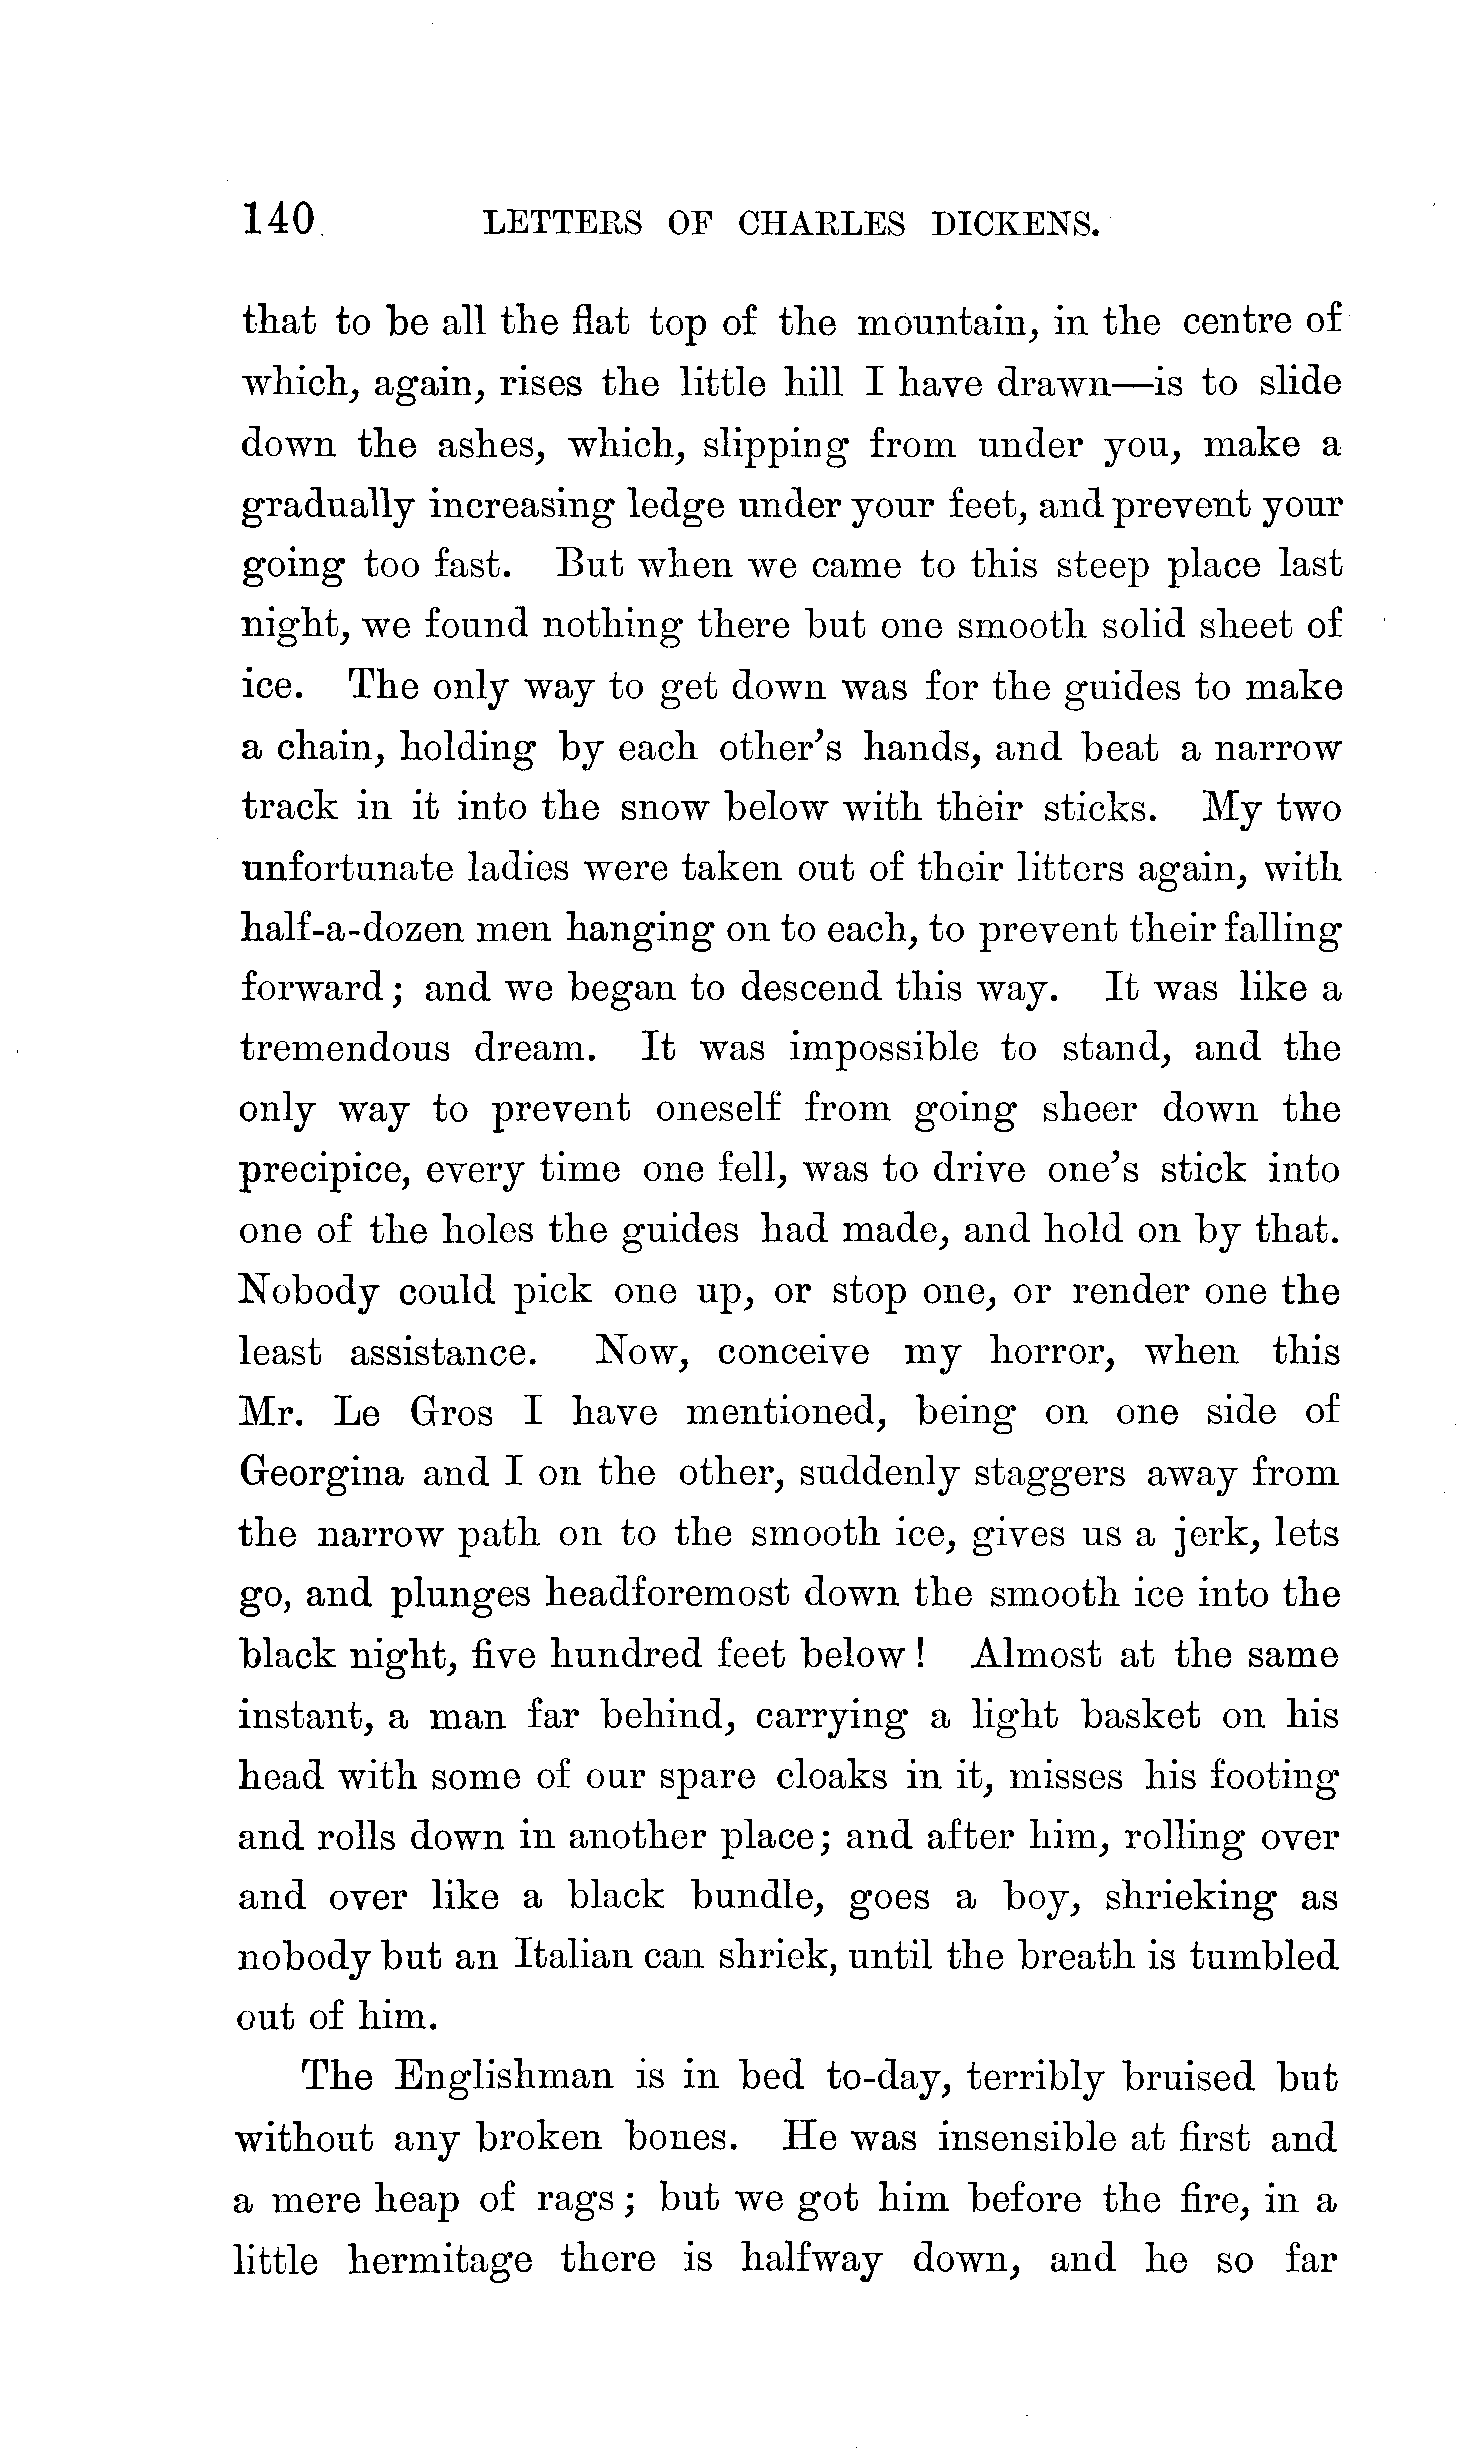 140 LETTERS OF CHARLES DICKENS.
that to be all the flat top of the mountain, in the centre of
which, again, rises the little hill I have drawn—is to slide
down the ashes, which, slipping from under you, make a
gradually increasing ledge under your feet, and prevent your
going too fast. But when we came to this steep place last
night, we found nothing there but one smooth solid sheet of
ice. The only way to get down was for the guides to make
a chain, holding by each other's hands, and beat a narrow
track in it into the snow below with their sticks. My two
unfortunate ladies were taken out of their litters again, with
half-a-dozen men hanging on to each, to prevent their falling
forward; and we began to descend this way. It was like a
tremendous dream. It was impossible to stand, and the
only way to prevent oneself from going sheer down the
precipice, every time one fell, was to drive one's stick into
one of the holes the guides had made, and hold on by that.
Nobody could pick one up, or stop one, or render one the
least assistance. Now, conceive my horror, when this
Mr. Le Gros I have mentioned, being on one side of
Georgina and I on the other, suddenly staggers away from
the narrow path on to the smooth ice, gives us a jerk, lets
go, and plunges headforemost down the smooth ice into the
black night, five hundred feet below! Almost at the same
instant, a man far behind, carrying a light basket on his
head with some of our spare cloaks in it, misses his footing
and rolls down in another place; and after him, rolling over
and over like a black bundle, goes a boy, shrieking as
nobody but an Italian can shriek, until the breath is tumbled
out of him.
The Englishman is in bed to-day, terribly bruised but
without any broken bones. He was insensible at first and
a mere heap of rags; but we got him before the fire, in a
little hermitage there is halfway down, and he so far